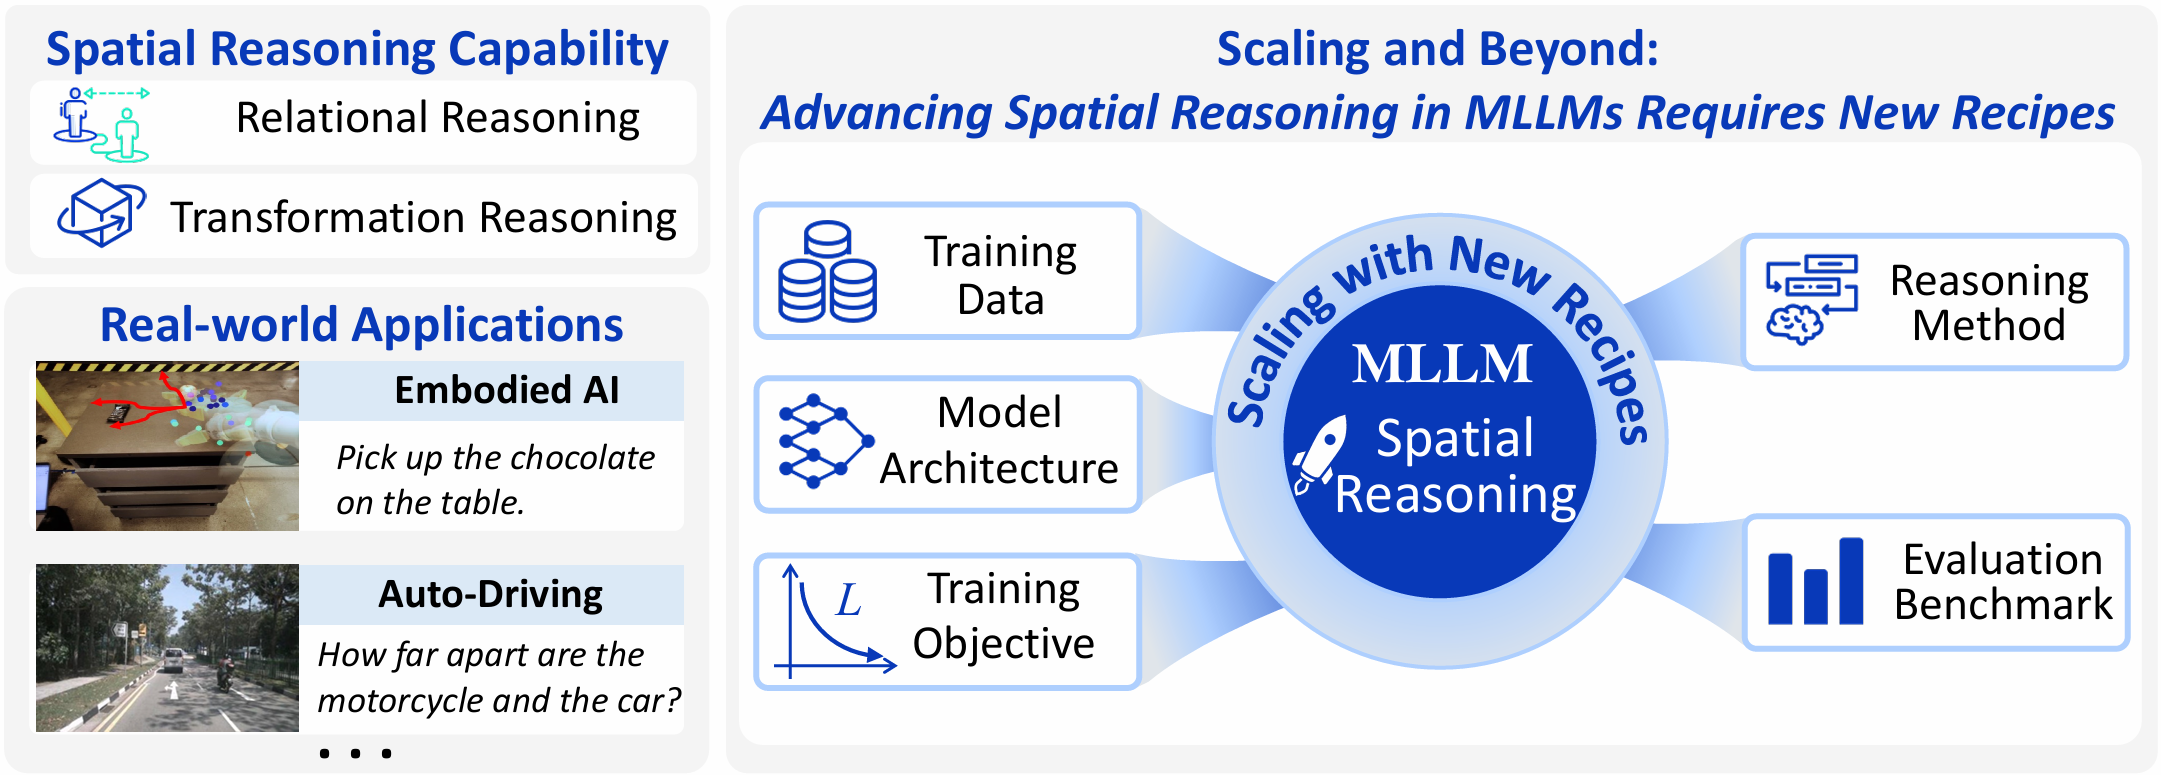 Spatial Reasoning Capability
Relational Reasoning
Transformation Reasoning
Real-world Applications
Embodied AI
Pick up the chocolate
on the table.
Auto-Driving
How far apart are the
motorcycle and the car?
...
Scaling and Beyond:
Advancing Spatial Reasoning in MLLMs Requires New Recipes
Training
Data
Model
Architecture
L
Training
Objective
Scaling with New Recipes
MLLM
Spatial
Reasoning
Reasoning
Method
Evaluation
Benchmark